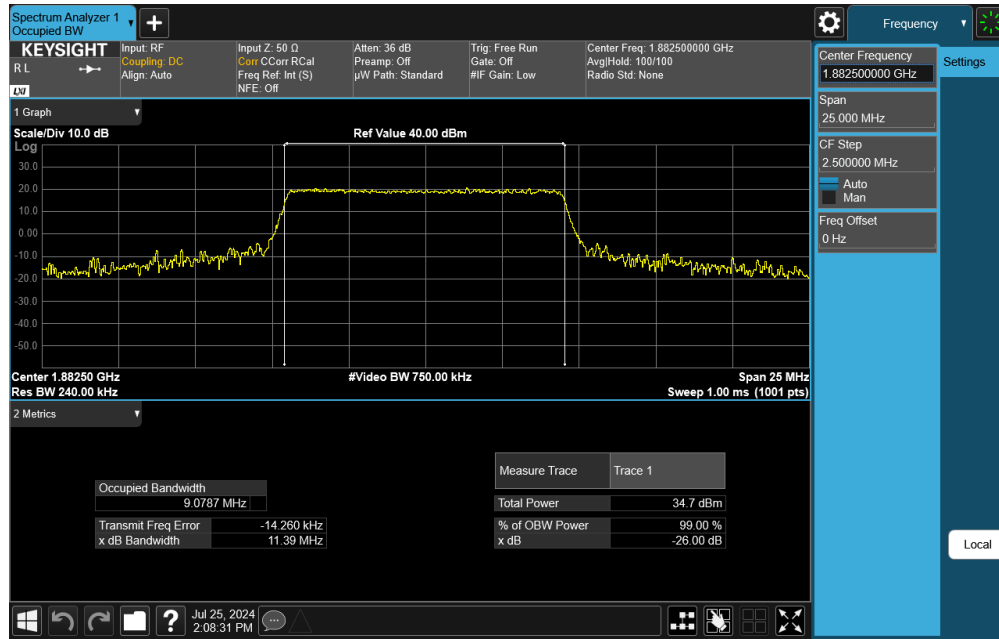 Spectrum Analyzer 1
Occupied BW
Frequency
KEYSIGHT
R L
LXI
Input: RF
Coupling: DC
Align: Auto
Input Z: 50 Ω
Corr CCorr RCal
Freq Ref: Int (S)
NFE: Off
Atten: 36 dB
Preamp: Off
µW Path: Standard
Trig: Free Run
Gate: Off
#IF Gain: Low
Center Freq: 1.882500000 GHz
Avg|Hold: 100/100
Radio Std: None
Center Frequency
1.882500000 GHz
Settings
Span
25.000 MHz
CF Step
2.500000 MHz
Auto
Man
Freq Offset
0 Hz
Local
1 Graph
Scale/Div 10.0 dB
Ref Value 40.00 dBm
Log
30.0
20.0
10.0
0.00
-10.0
-20.0
-30.0
-40.0
-50.0
Center 1.88250 GHz
#Video BW 750.00 kHz
Span 25 MHz
Res BW 240.00 kHz
Sweep 1.00 ms (1001 pts)
2 Metrics
Occupied Bandwidth
9.0787 MHz
Transmit Freq Error -14.260 kHz
x dB Bandwidth 11.39 MHz
Measure Trace Trace 1
Total Power 34.7 dBm
% of OBW Power 99.00 %
x dB -26.00 dB
?
Jul 25, 2024
2:08:31 PM